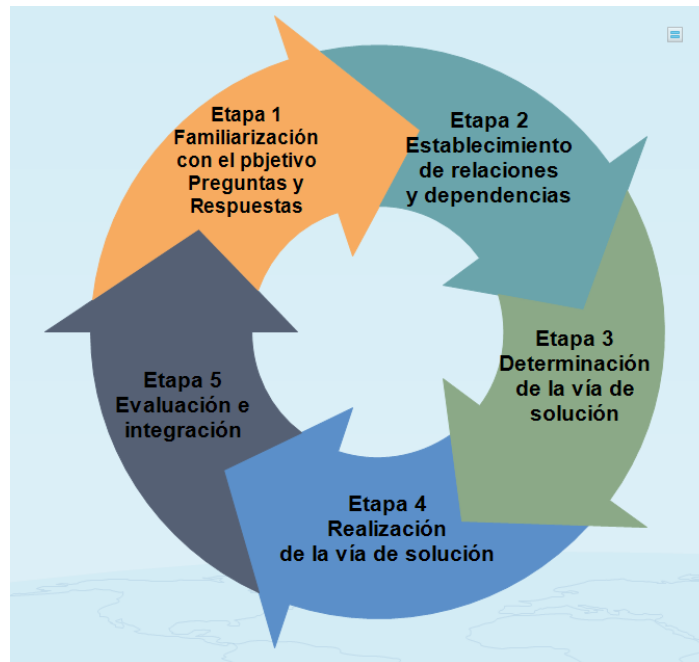 Etapa 1
Familiarización
con el pbjetivo
Preguntas y
Respuestas
Etapa 2
Establecimiento
de relaciones
y dependencias
Etapa 3
Determinación
de la vía de
solución
Etapa 4
Realización
de la vía de solución
Etapa 5
Evaluación e
integración